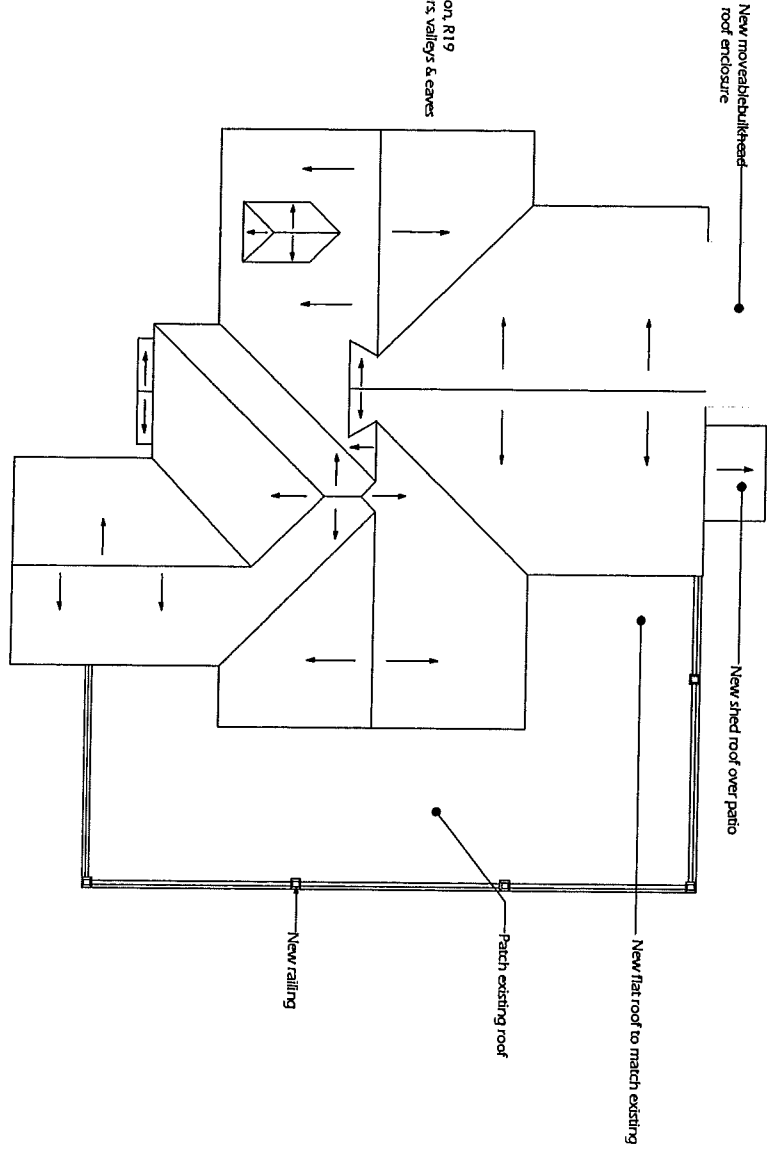 New moveablebulkhead
roof enclosure
on, R19
rs, valleys & eaves
New shed roof over patio
New flat roof to match existing
Patch existing roof
New railing